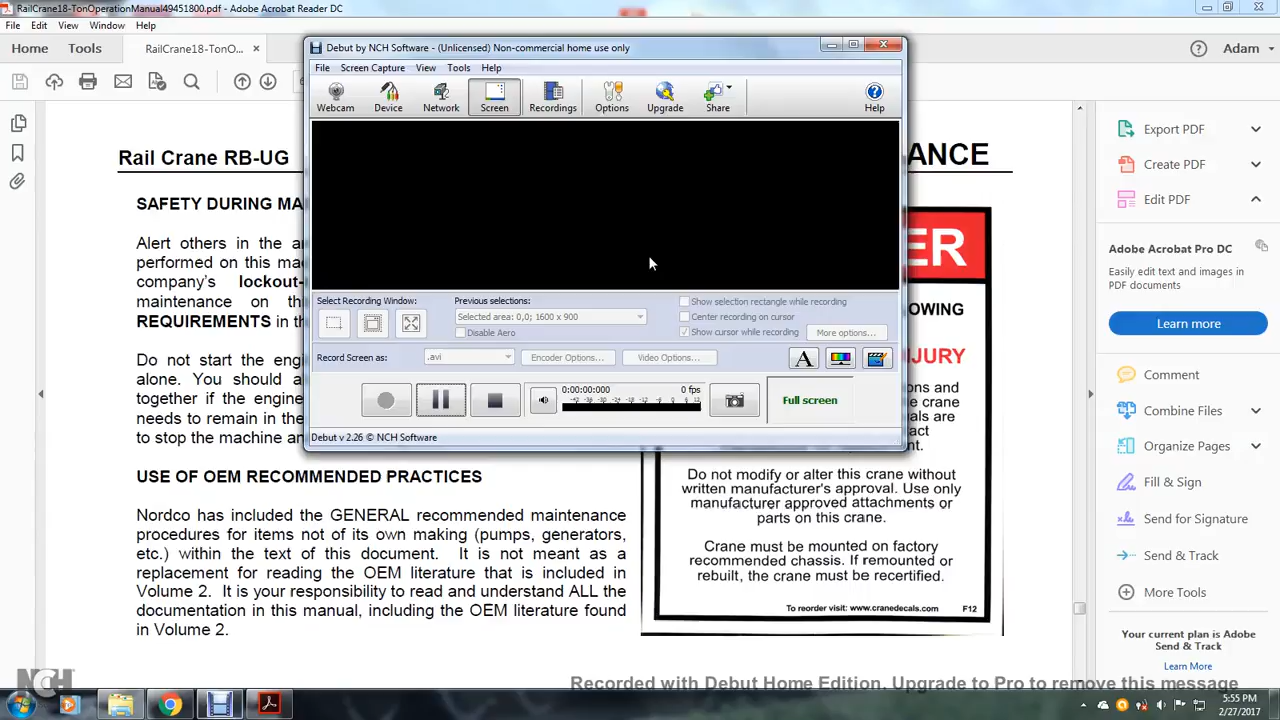 RailCrane18-TonOperationManual49451800.pdf - Adobe Acrobat Reader DC
File Edit View Window Help
Home Tools RailCrane18-TonO... × Adam
Debut by NCH Software - (Unlicensed) Non-commercial home use only
File Screen Capture View Tools Help
Webcam Device Network Screen Recordings Options Upgrade Share Help
Select Recording Window: Previous selections:
Selected area: 0,0; 1600 x 900
Disable Aero
Show selection rectangle while recording
Center recording on cursor
Show cursor while recording More options...
Record Screen as: .avi Encoder Options... Video Options... A
0:00:00:000 0 fps
Full screen
Debut v 2.26 © NCH Software
Rail Crane RB-UG
ANCE
SAFETY DURING MA
Alert others in the a
performed on this ma
company's lockout-
maintenance on th
REQUIREMENTS in t
Do not start the eng
alone. You should a
together if the engine
needs to remain in the
to stop the machine an
USE OF OEM RECOMMENDED PRACTICES
Nordco has included the GENERAL recommended maintenance
procedures for items not of its own making (pumps, generators,
etc.) within the text of this document. It is not meant as a
replacement for reading the OEM literature that is included in
Volume 2. It is your responsibility to read and understand ALL the
documentation in this manual, including the OEM literature found
in Volume 2.
ER
OWING
JURY
ons and
e crane
als are
act
nt.
Do not modify or alter this crane without
written manufacturer's approval. Use only
manufacturer approved attachments or
parts on this crane.
Crane must be mounted on factory
recommended chassis. If remounted or
rebuilt, the crane must be recertified.
To reorder visit: www.cranedecals.com F12
Export PDF
Create PDF
Edit PDF
Adobe Acrobat Pro DC
Easily edit text and images in
PDF documents
Learn more
Comment
Combine Files
Organize Pages
Fill & Sign
Send for Signature
Send & Track
More Tools
Your current plan is Adobe
Send & Track
Learn More
NCH
Recorded with Debut Home Edition. Upgrade to Pro to remove this message
5:55 PM
2/27/2017